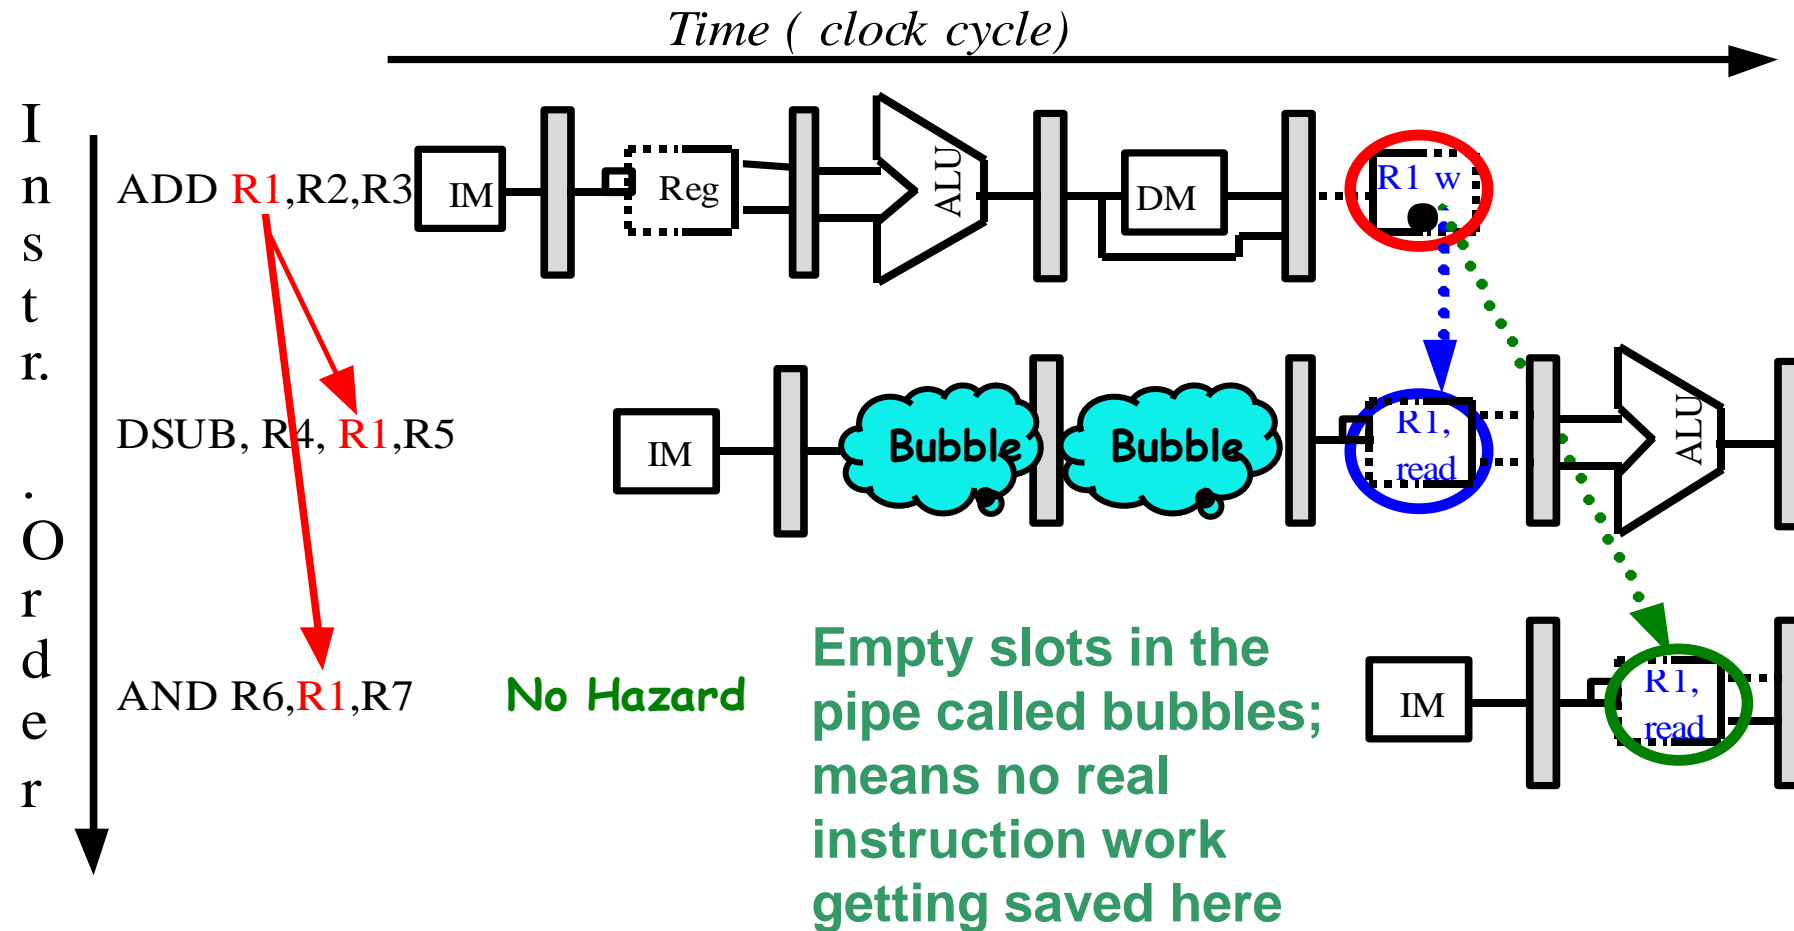 Time ( clock cycle)
I
n
s
t
r.
.
O
r
d
e
r
ADD R1,R2,R3
IM
Reg
ALU
DM
R1 w
DSUB, R4, R1,R5
IM
Bubble
Bubble
R1,
read
ALU
AND R6,R1,R7
No Hazard
Empty slots in the
pipe called bubbles;
means no real
instruction work
getting saved here
IM
R1,
read